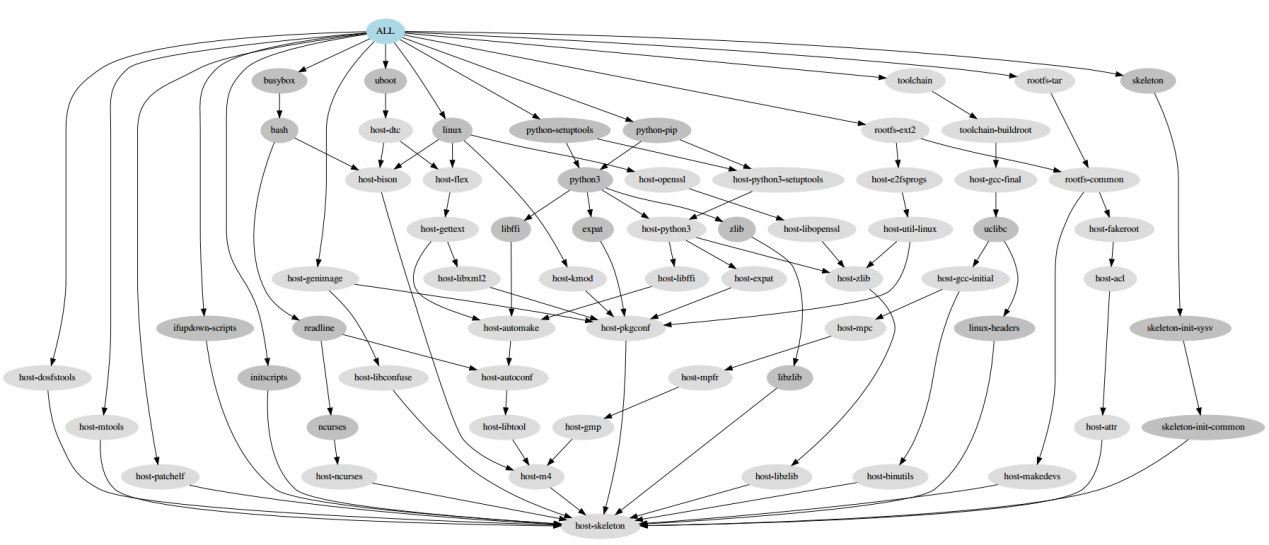 ALL
busybox
uboot
toolchain
rootfs-tar
skeleton
bash
host-dtc
linux
python-setuptools
python-pip
rootfs-ext2
toolchain-buildroot
host-bison
host-flex
python3
host-openssl
host-python3-setuptools
host-e2fsprogs
host-gcc-final
rootfs-common
host-gettext
libffi
expat
host-python3
zlib
host-libopenssl
host-util-linux
uclibc
host-fakeroot
host-genimage
host-libxml2
host-kmod
host-libffi
host-expat
host-zlib
host-gcc-initial
host-acl
ifupdown-scripts
readline
host-automake
host-pkgconf
host-mpc
linux-headers
skeleton-init-sysv
host-dosfstools
initscripts
host-libconfuse
host-autoconf
host-mpfr
libzlib
host-mtools
ncurses
host-libtool
host-gmp
host-attr
skeleton-init-common
host-patchelf
host-ncurses
host-m4
host-libzlib
host-binutils
host-makedevs
host-skeleton